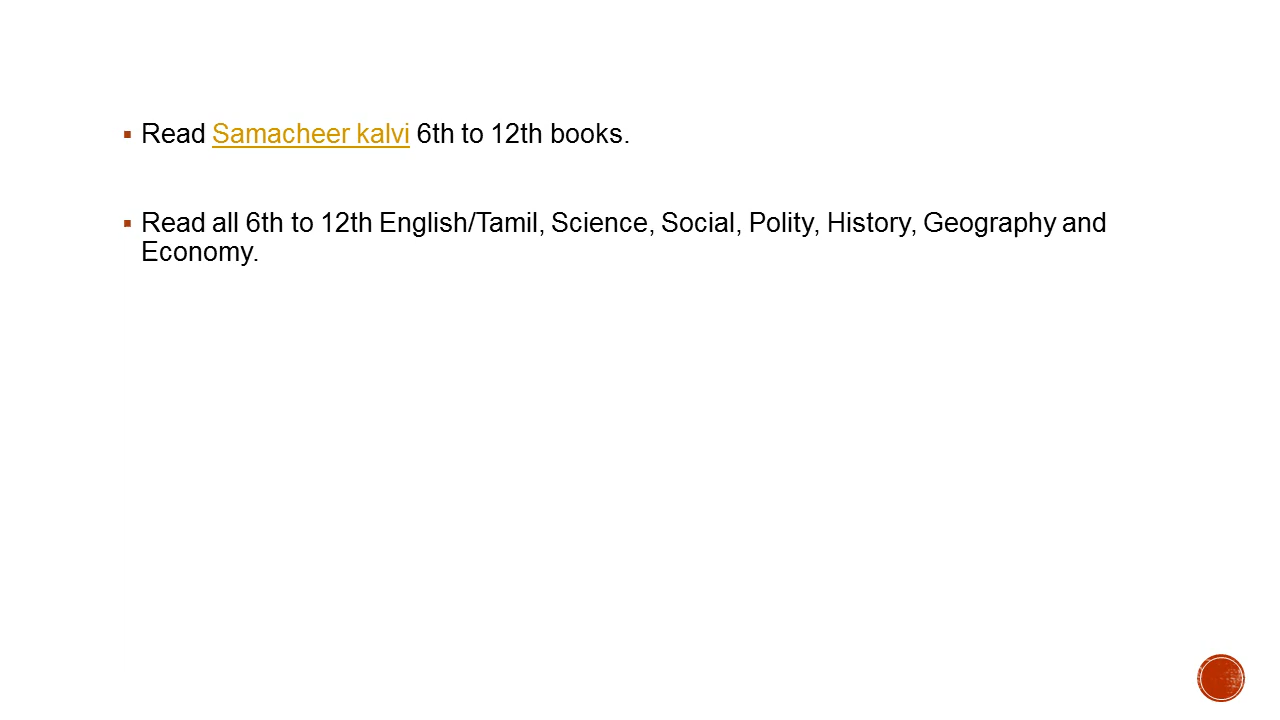 ▪ Read Samacheer kalvi 6th to 12th books.
▪ Read all 6th to 12th English/Tamil, Science, Social, Polity, History, Geography and
Economy.